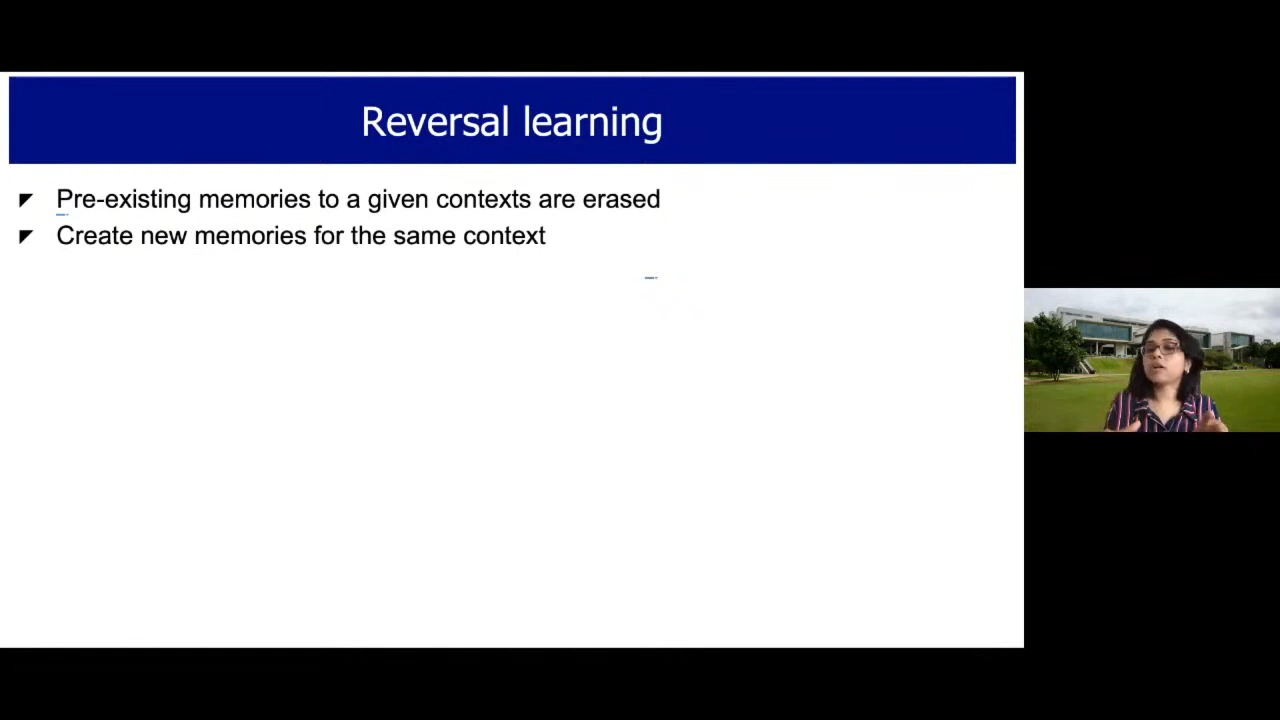 Reversal learning
Pre-existing memories to a given contexts are erased
Create new memories for the same context